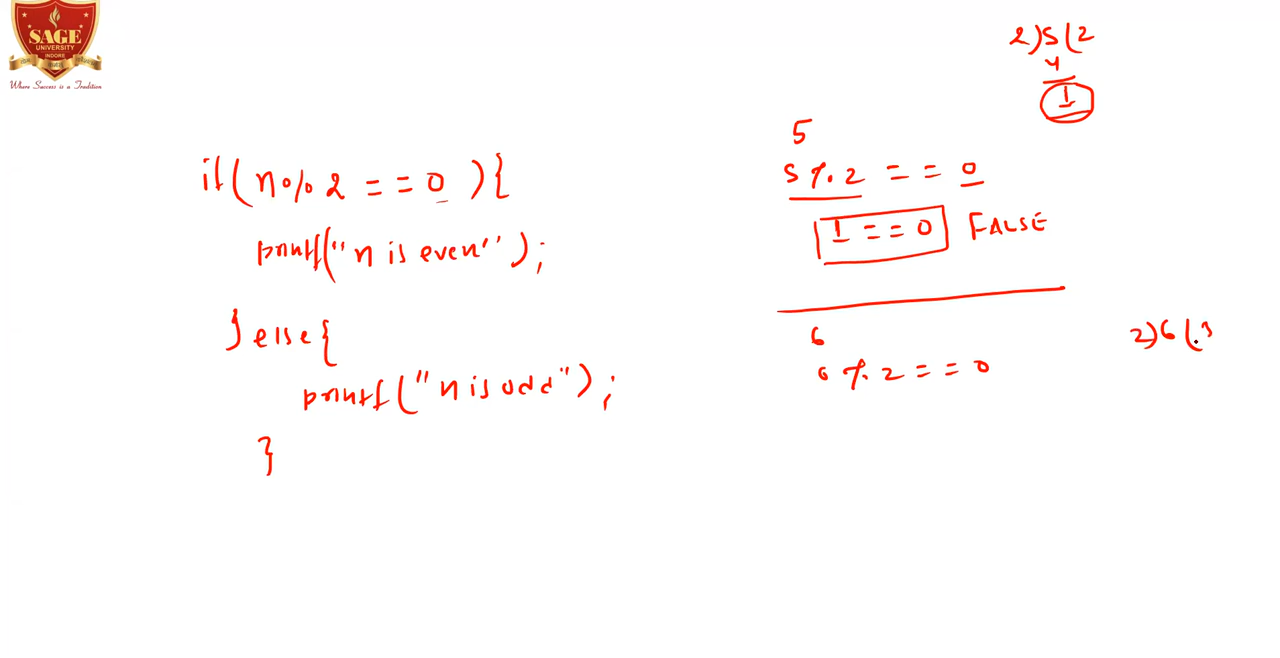 SAGE
UNIVERSITY
INDORE
Where Success is a Tradition
if(n%2 == 0){
printf("n is even");
}else{
printf("n is odd");
}
2)5(2
4
1
5
5%2 == 0
1 == 0 FALSE
6
6%2 == 0
2)6(3